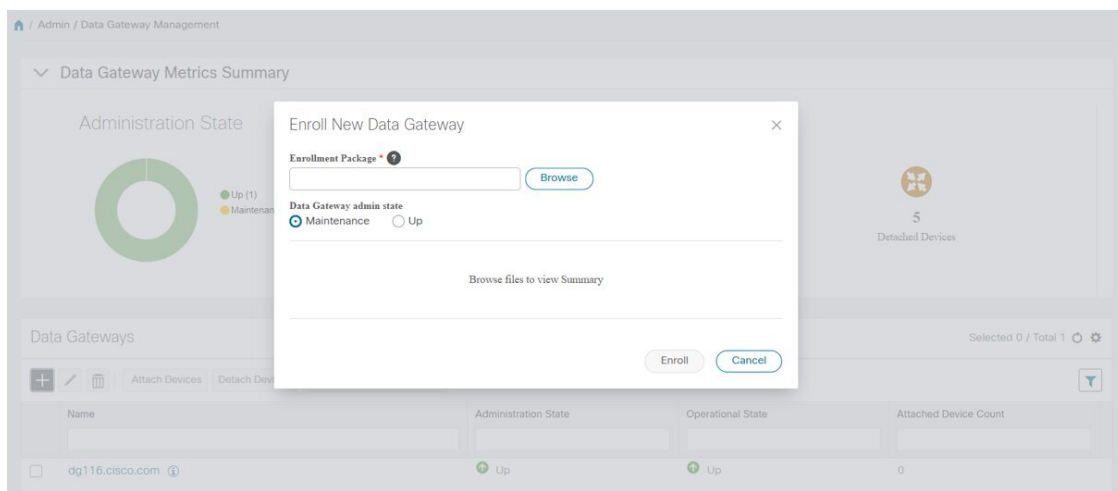 / Admin / Data Gateway Management
Data Gateway Metrics Summary
Administration State
Up (1)
Maintenan
Enroll New Data Gateway
Enrollment Package * ?
Browse
Data Gateway admin state
Maintenance Up
Browse files to view Summary
Enroll Cancel
5
Detached Devices
Data Gateways
Selected 0 / Total 1
Attach Devices Detach Devi
Name Administration State Operational State Attached Device Count
dg116.cisco.com Up Up 0